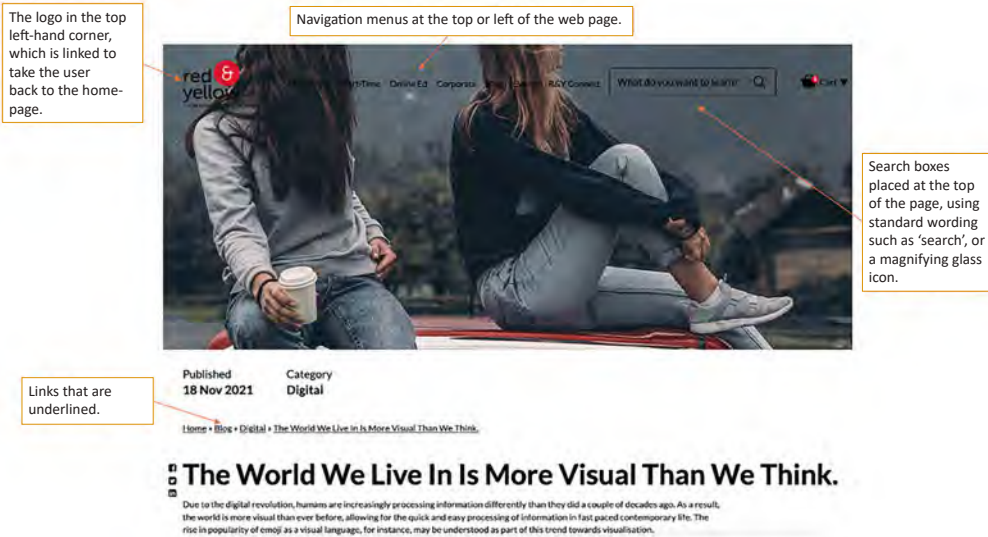 The logo in the top
left-hand corner,
which is linked to
take the user
back to the home-
page.
Navigation menus at the top or left of the web page.
red & yellow
Online Ed Corporate R&Y Connect
What do you want to learn?
Cart ▼
Search boxes
placed at the top
of the page, using
standard wording
such as ‘search’, or
a magnifying glass
icon.
Published Category
18 Nov 2021 Digital
Links that are
underlined.
Home • Blog • Digital • The World We Live In Is More Visual Than We Think.
The World We Live In Is More Visual Than We Think.
Due to the digital revolution, humans are increasingly processing information differently than they did a couple of decades ago. As a result,
the world is more visual than ever before, allowing for the quick and easy processing of information in fast paced contemporary life. The
rise in popularity of emoji as a visual language, for instance, may be understood as part of this trend towards visualisation.